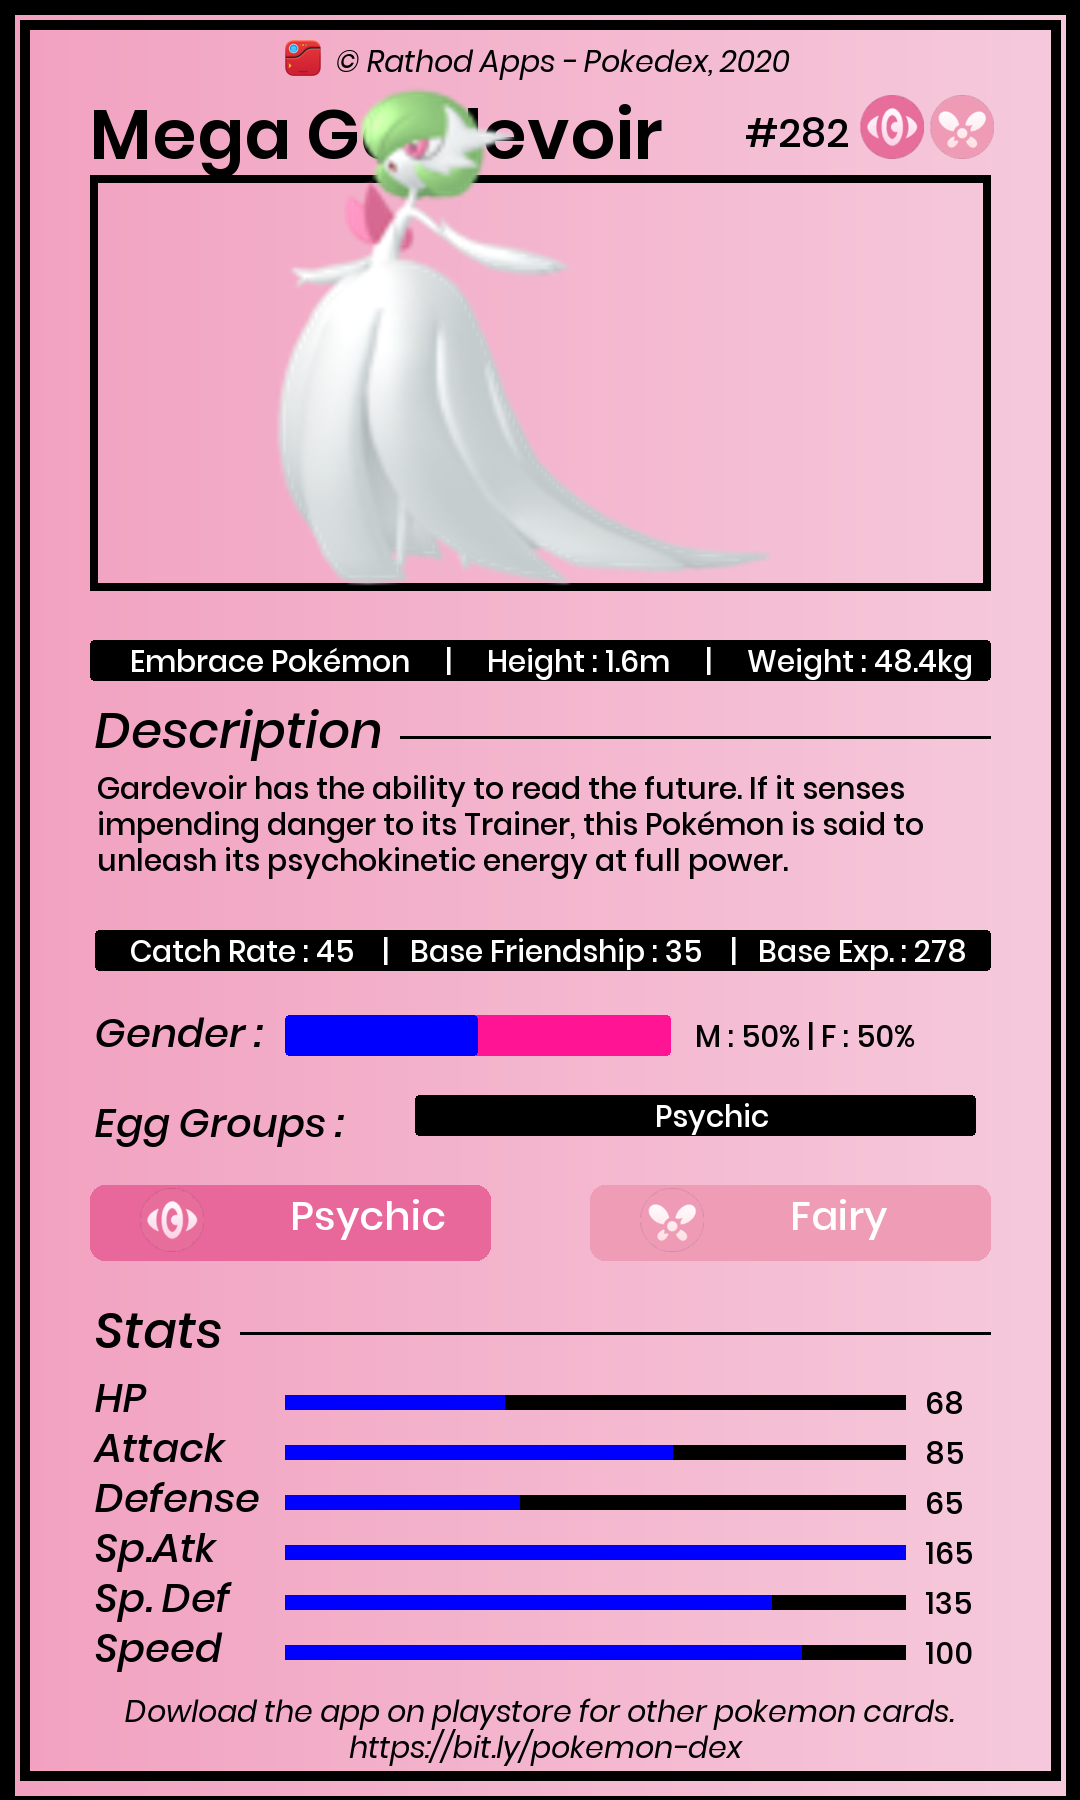 © Rathod Apps - Pokedex, 2020
Mega Gardevoir #282
Embrace Pokémon | Height : 1.6m | Weight : 48.4kg
Description
Gardevoir has the ability to read the future. If it senses
impending danger to its Trainer, this Pokémon is said to
unleash its psychokinetic energy at full power.
Catch Rate : 45 | Base Friendship : 35 | Base Exp. : 278
Gender : M : 50% | F : 50%
Egg Groups : Psychic
Psychic Fairy
Stats
HP 68
Attack 85
Defense 65
Sp.Atk 165
Sp. Def 135
Speed 100
Dowload the app on playstore for other pokemon cards.
https://bit.ly/pokemon-dex